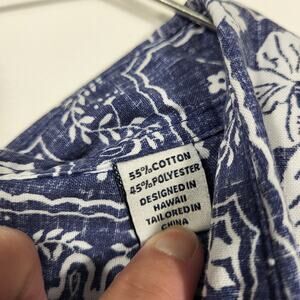 55%COTTON
45%POLYESTER
DESIGNED IN
HAWAII
TAILORED IN
CHINA